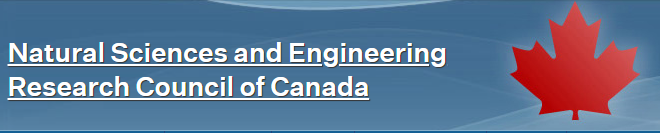 Natural Sciences and Engineering
Research Council of Canada